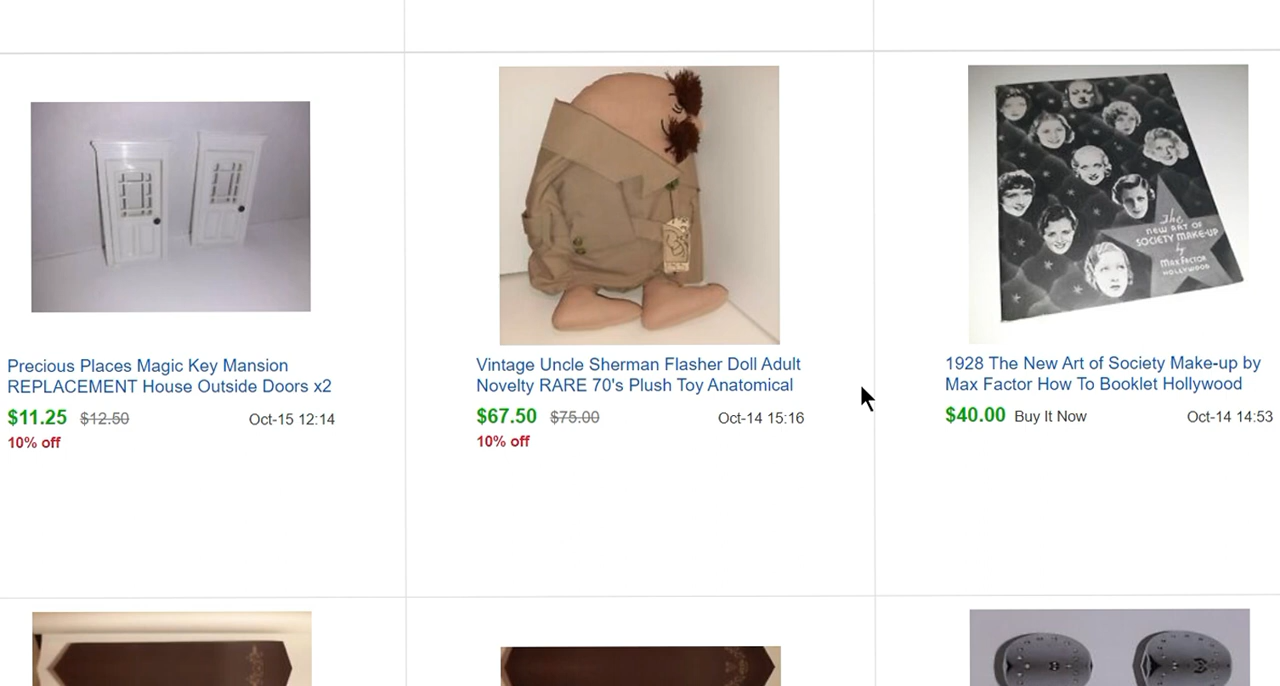 The
NEW ART OF
SOCIETY MAKE-UP
by
MAX FACTOR
HOLLYWOOD
Precious Places Magic Key Mansion
REPLACEMENT House Outside Doors x2
$11.25 $12.50 Oct-15 12:14
10% off
Vintage Uncle Sherman Flasher Doll Adult
Novelty RARE 70's Plush Toy Anatomical
$67.50 $75.00 Oct-14 15:16
10% off
1928 The New Art of Society Make-up by
Max Factor How To Booklet Hollywood
$40.00 Buy It Now Oct-14 14:53